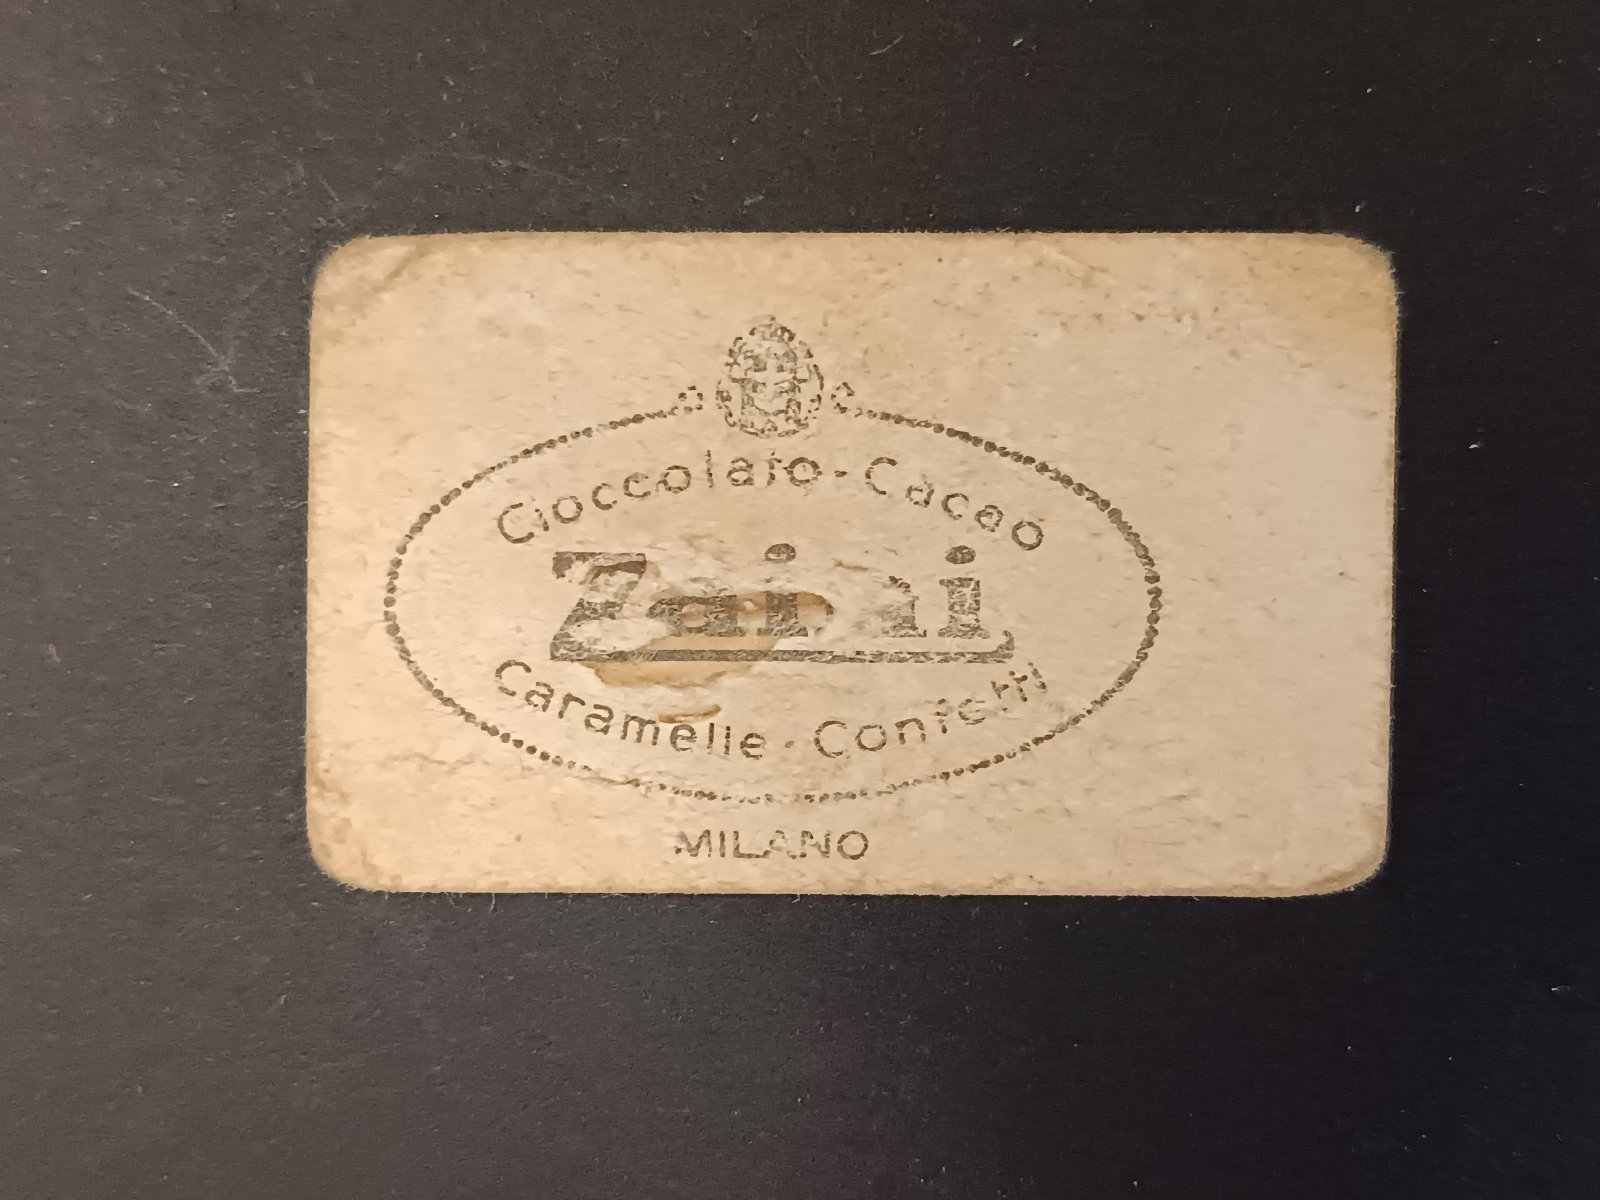 Cioccolato - Cacao
Zaini
Caramelle - Confetti
MILANO